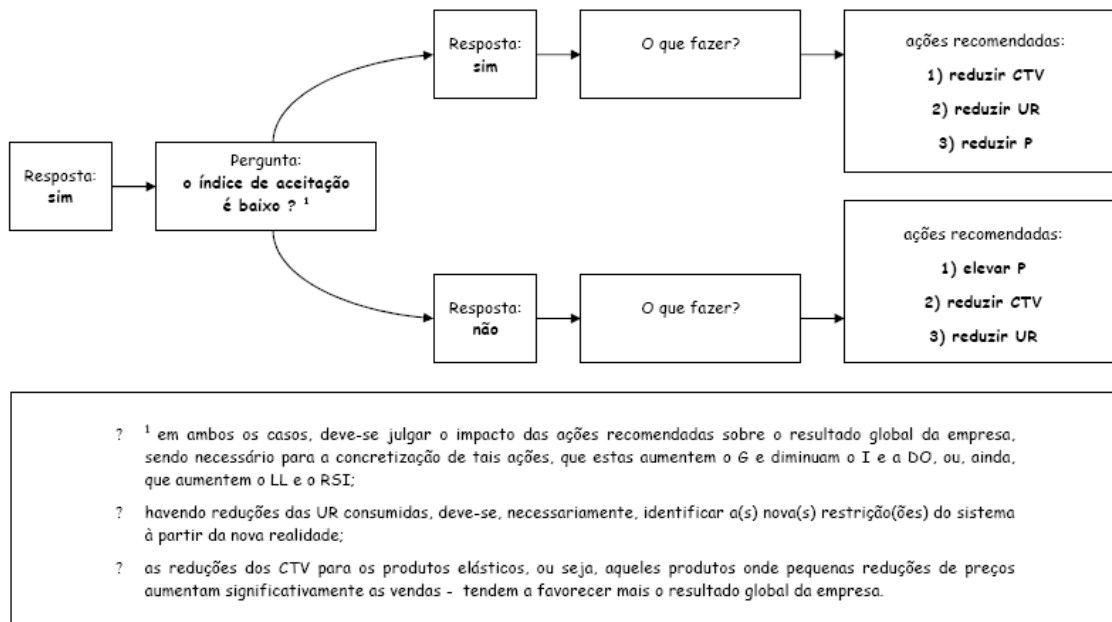 Resposta:
sim
Pergunta:
o índice de aceitação
é baixo ? ¹
Resposta:
sim
O que fazer?
ações recomendadas:
1) reduzir CTV
2) reduzir UR
3) reduzir P
Resposta:
não
O que fazer?
ações recomendadas:
1) elevar P
2) reduzir CTV
3) reduzir UR
? ¹ em ambos os casos, deve-se julgar o impacto das ações recomendadas sobre o resultado global da empresa,
sendo necessário para a concretização de tais ações, que estas aumentem o G e diminuam o I e a DO, ou, ainda,
que aumentem o LL e o RSI;
? havendo reduções das UR consumidas, deve-se, necessariamente, identificar a(s) nova(s) restrição(ões) do sistema
à partir da nova realidade;
? as reduções dos CTV para os produtos elásticos, ou seja, aqueles produtos onde pequenas reduções de preços
aumentam significativamente as vendas - tendem a favorecer mais o resultado global da empresa.